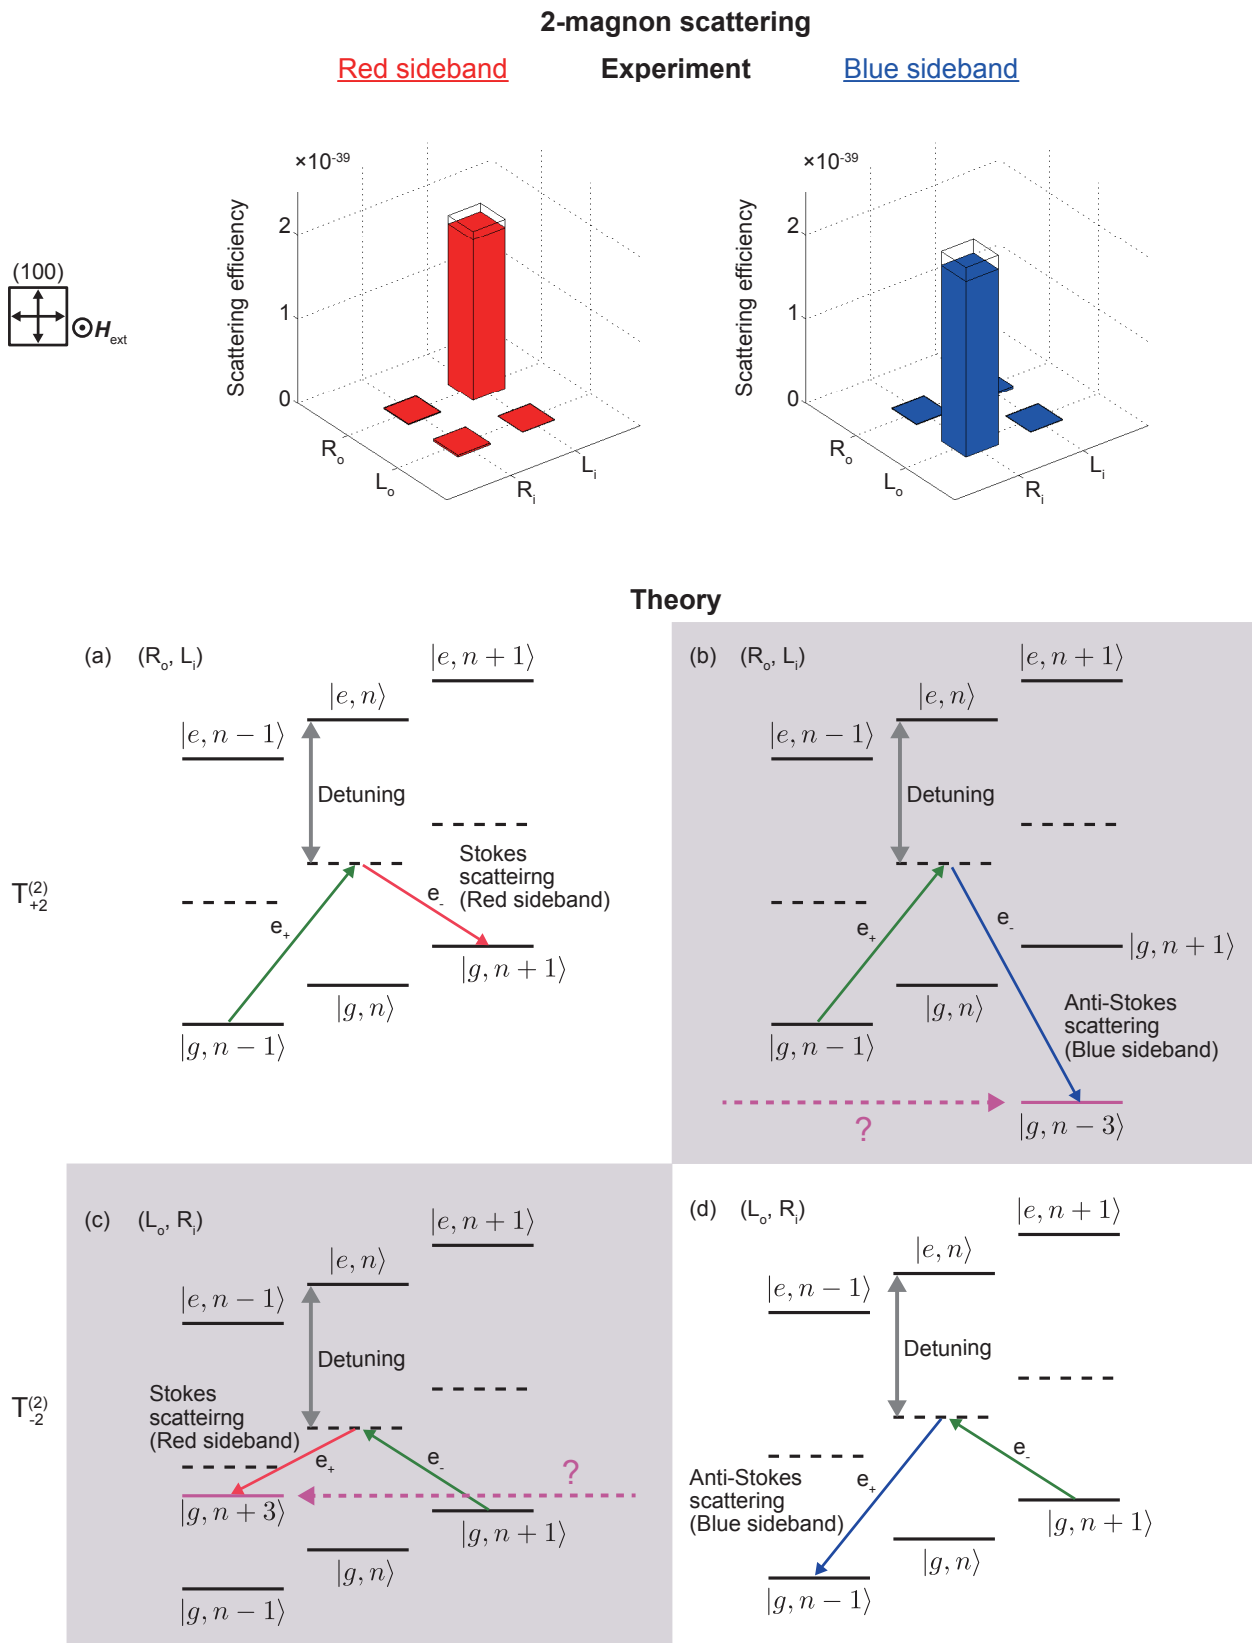 2-magnon scattering
Red sideband Experiment Blue sideband
×10⁻³⁹
Scattering efficiency
2
1
0
Rₒ
Lₒ
Rᵢ
Lᵢ
×10⁻³⁹
Scattering efficiency
2
1
0
Rₒ
Lₒ
Rᵢ
Lᵢ
(100)
H_ext
Theory
T₊₂⁽²⁾
(a) (Rₒ, Lᵢ)
|e, n + 1⟩
|e, n⟩
|e, n − 1⟩
Detuning
Stokes
scatteirng
(Red sideband)
e₊
e₋
|g, n + 1⟩
|g, n⟩
|g, n − 1⟩
(b) (Rₒ, Lᵢ)
|e, n + 1⟩
|e, n⟩
|e, n − 1⟩
Detuning
e₊
e₋
|g, n + 1⟩
|g, n⟩
|g, n − 1⟩
Anti-Stokes
scattering
(Blue sideband)
?
|g, n − 3⟩
T₋₂⁽²⁾
(c) (Lₒ, Rᵢ)
|e, n + 1⟩
|e, n⟩
|e, n − 1⟩
Detuning
Stokes
scatteirng
(Red sideband)
e₊
e₋
?
|g, n + 3⟩
|g, n + 1⟩
|g, n⟩
|g, n − 1⟩
(d) (Lₒ, Rᵢ)
|e, n + 1⟩
|e, n⟩
|e, n − 1⟩
Detuning
e₋
e₊
Anti-Stokes
scattering
(Blue sideband)
|g, n + 1⟩
|g, n⟩
|g, n − 1⟩